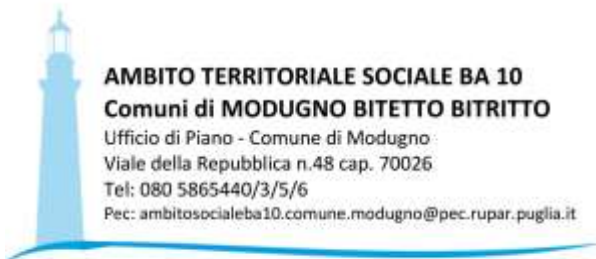 AMBITO TERRITORIALE SOCIALE BA 10
Comuni di MODUGNO BITETTO BITRITTO
Ufficio di Piano - Comune di Modugno
Viale della Repubblica n.48 cap. 70026
Tel: 080 5865440/3/5/6
Pec: ambitosocialeba10.comune.modugno@pec.rupar.puglia.it